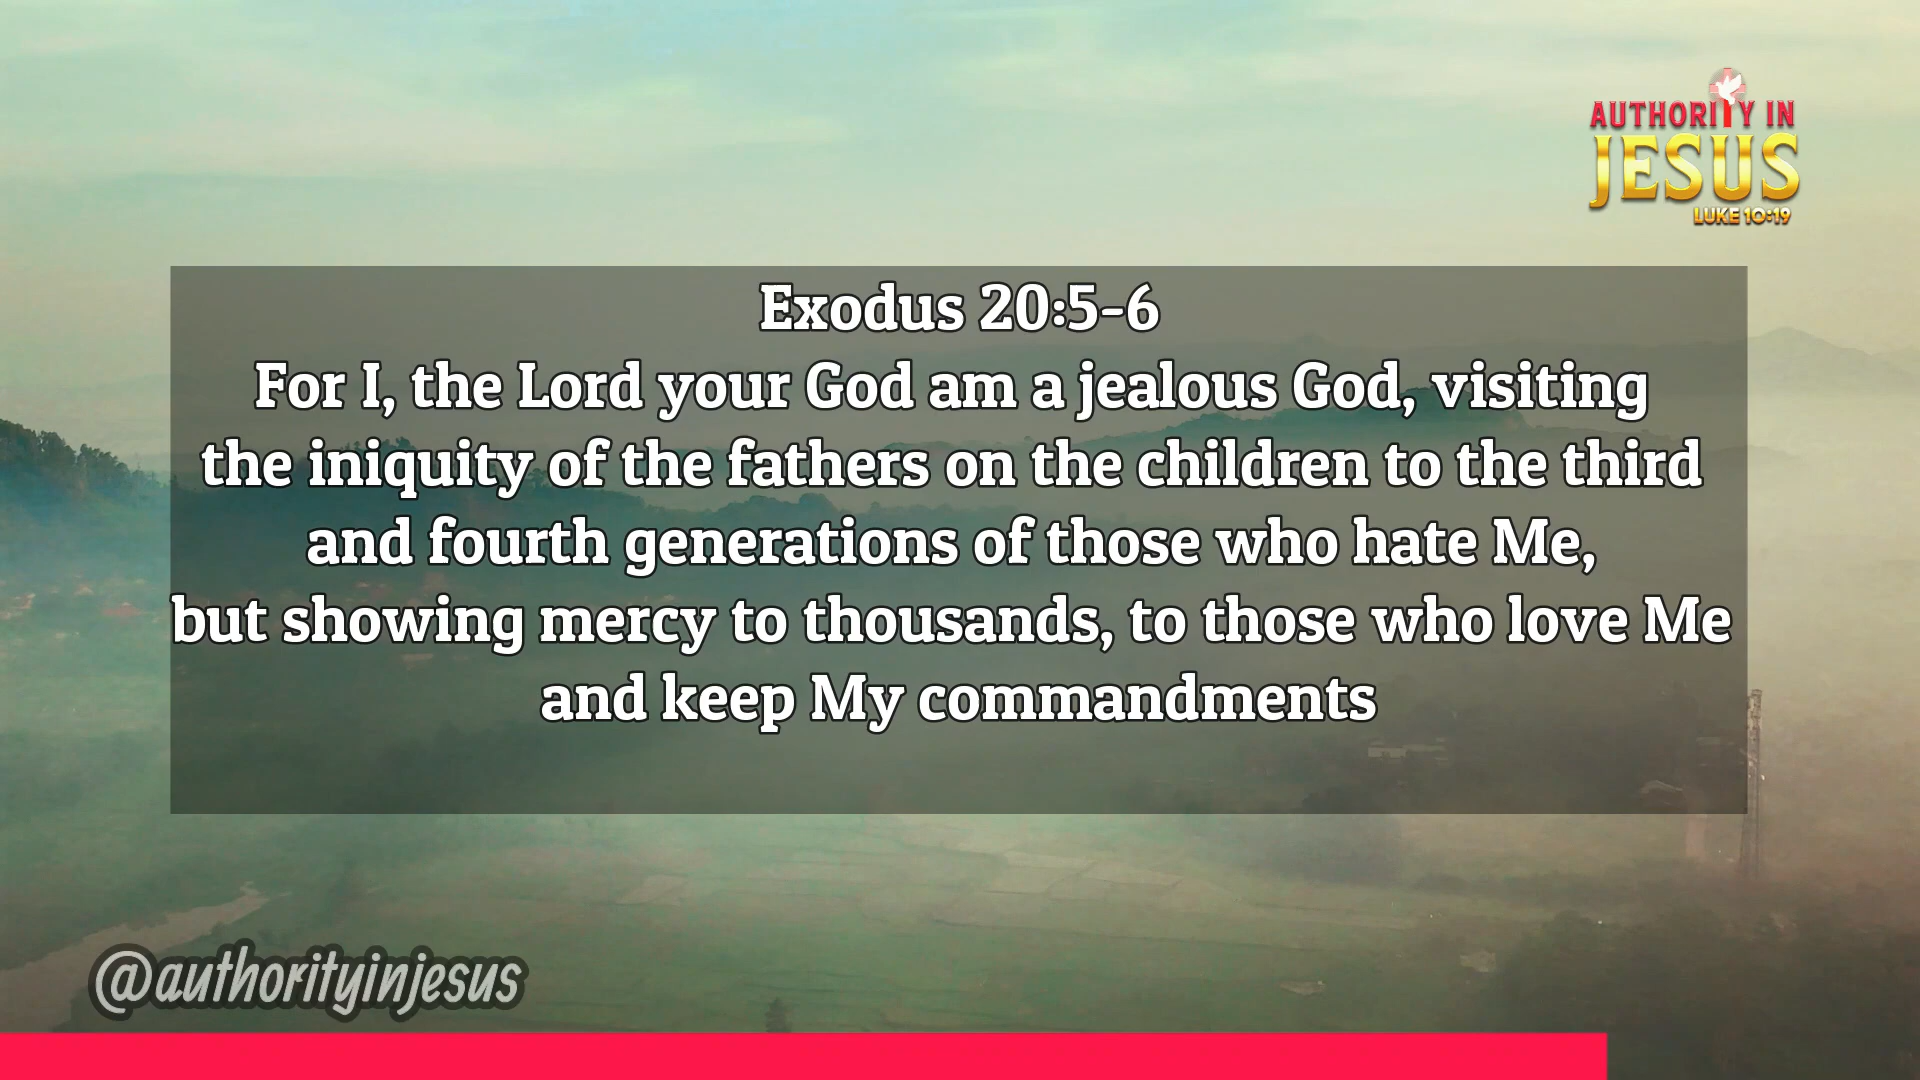 AUTHORITY IN
JESUS
LUKE 10:19
Exodus 20:5-6
For I, the Lord your God am a jealous God, visiting
the iniquity of the fathers on the children to the third
and fourth generations of those who hate Me,
but showing mercy to thousands, to those who love Me
and keep My commandments
@authorityinjesus